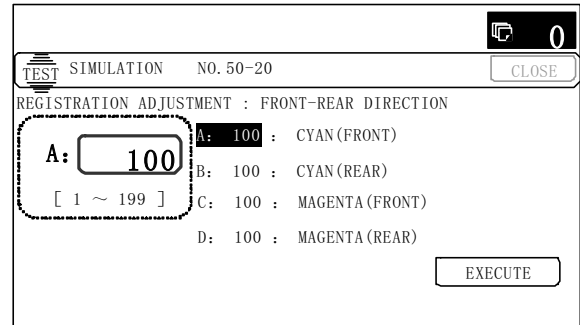 0
TEST SIMULATION NO.50-20 CLOSE
REGISTRATION ADJUSTMENT : FRONT-REAR DIRECTION
A: 100
[ 1 ~ 199 ]
A: 100 : CYAN(FRONT)
B: 100 : CYAN(REAR)
C: 100 : MAGENTA(FRONT)
D: 100 : MAGENTA(REAR)
EXECUTE